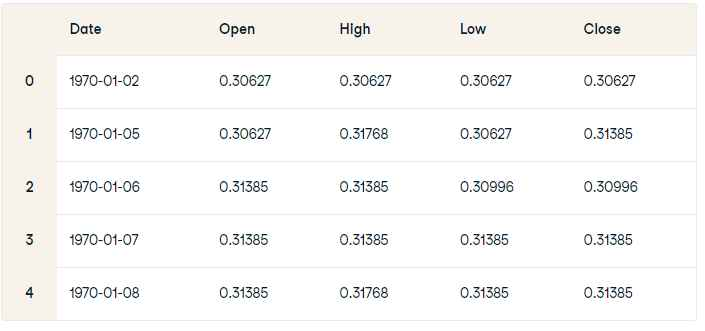 Date Open High Low Close
0 1970-01-02 0.30627 0.30627 0.30627 0.30627
1 1970-01-05 0.30627 0.31768 0.30627 0.31385
2 1970-01-06 0.31385 0.31385 0.30996 0.30996
3 1970-01-07 0.31385 0.31385 0.31385 0.31385
4 1970-01-08 0.31385 0.31768 0.31385 0.31385